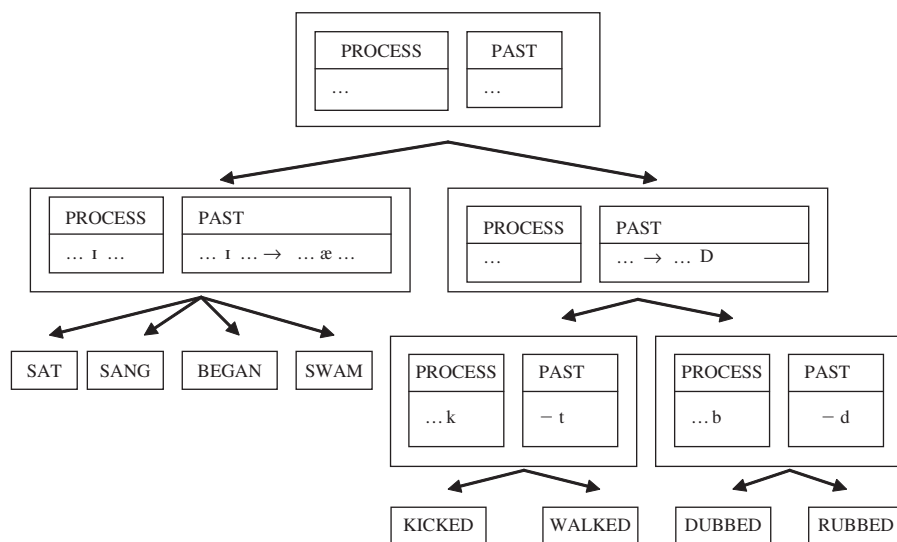 PROCESS PAST
… …
PROCESS PAST
… ɪ … … ɪ … → … æ …
PROCESS PAST
… … → … D
SAT SANG BEGAN SWAM
PROCESS PAST
…k – t
PROCESS PAST
…b – d
KICKED WALKED DUBBED RUBBED